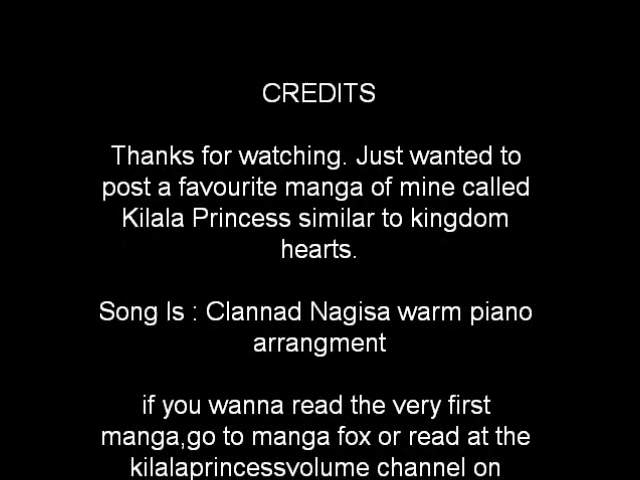 CREDITS
Thanks for watching. Just wanted to
post a favourite manga of mine called
Kilala Princess similar to kingdom
hearts.
Song Is : Clannad Nagisa warm piano
arrangment
if you wanna read the very first
manga,go to manga fox or read at the
kilalaprincessvolume channel on